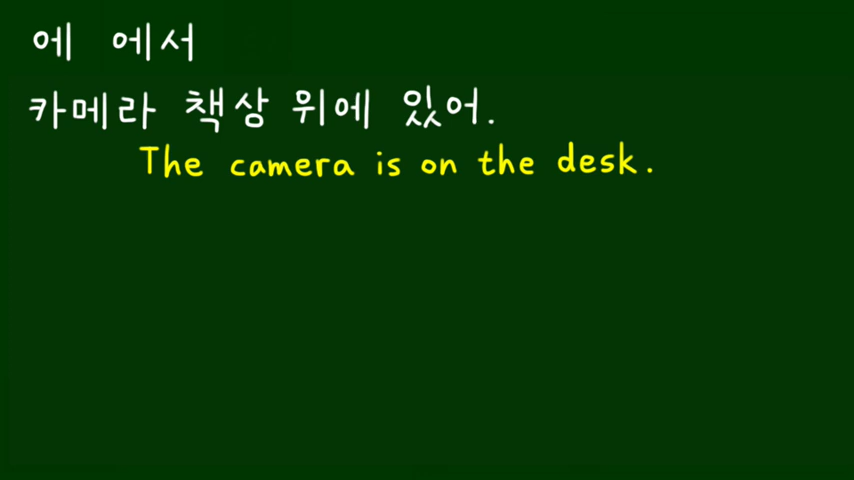 에 에서
카메라 책상 위에 있어.
The camera is on the desk.